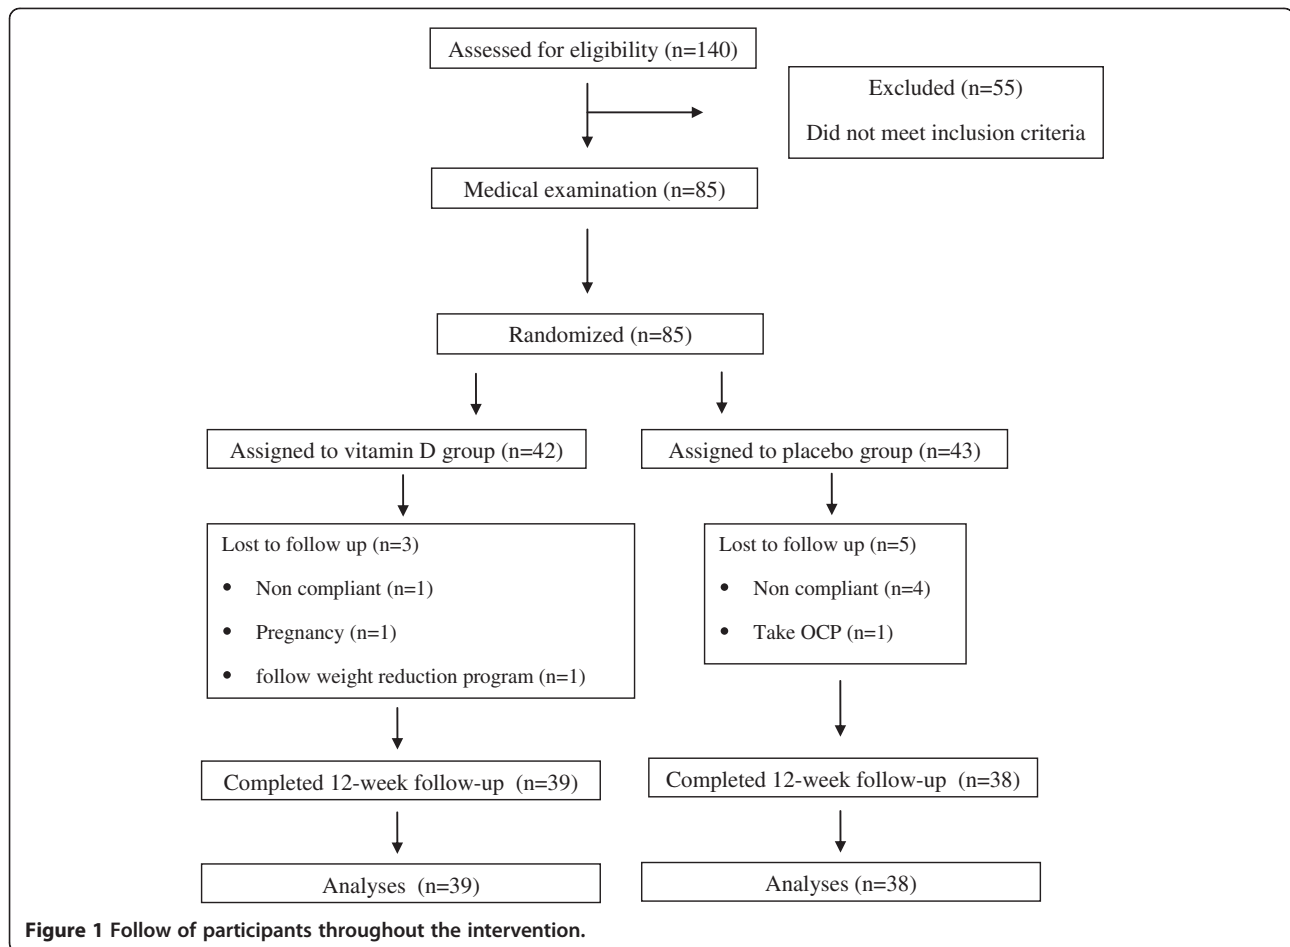 Assessed for eligibility (n=140)
Excluded (n=55)
Did not meet inclusion criteria
Medical examination (n=85)
Randomized (n=85)
Assigned to vitamin D group (n=42)
Assigned to placebo group (n=43)
Lost to follow up (n=3)
• Non compliant (n=1)
• Pregnancy (n=1)
• follow weight reduction program (n=1)
Lost to follow up (n=5)
• Non compliant (n=4)
• Take OCP (n=1)
Completed 12-week follow-up (n=39)
Completed 12-week follow-up (n=38)
Analyses (n=39)
Analyses (n=38)
Figure 1 Follow of participants throughout the intervention.